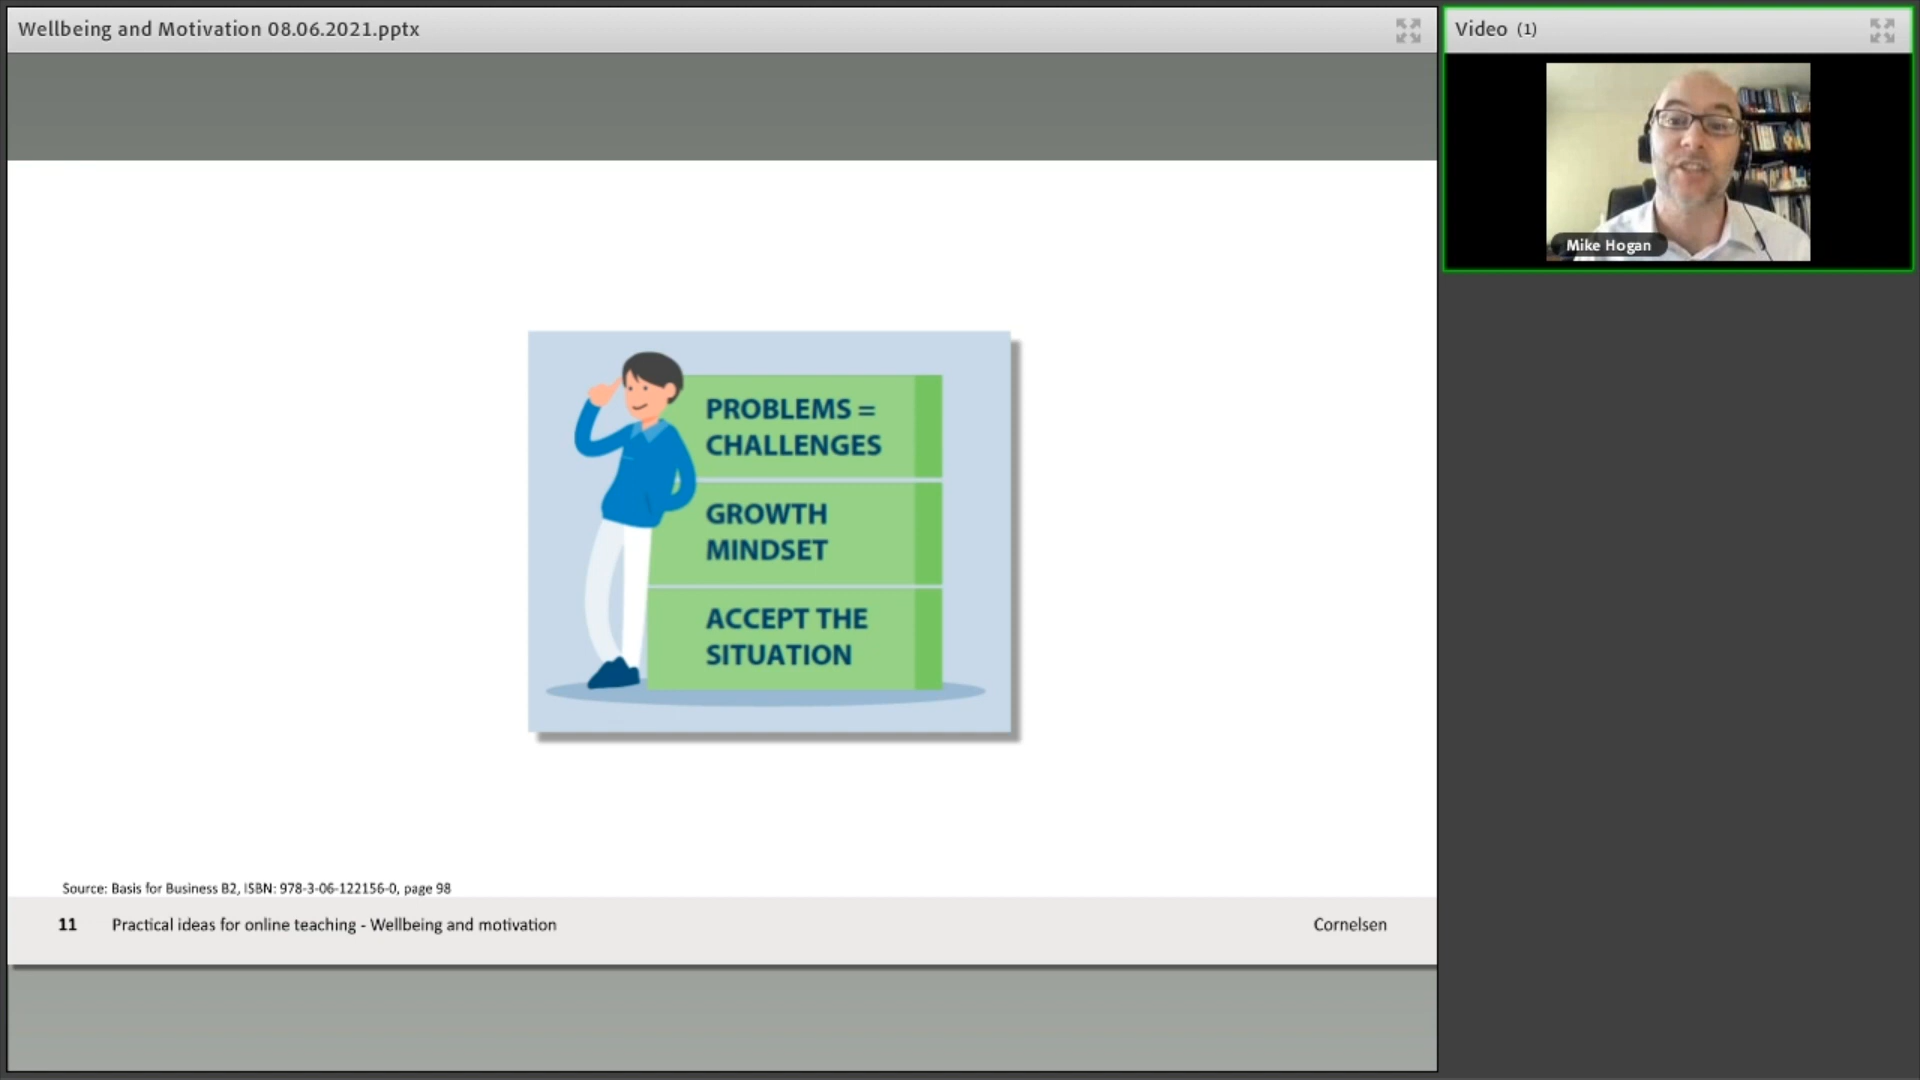 Wellbeing and Motivation 08.06.2021.pptx
Video (1)
Mike Hogan
PROBLEMS =
CHALLENGES
GROWTH
MINDSET
ACCEPT THE
SITUATION
Source: Basis for Business B2, ISBN: 978-3-06-122156-0, page 98
11 Practical ideas for online teaching - Wellbeing and motivation Cornelsen